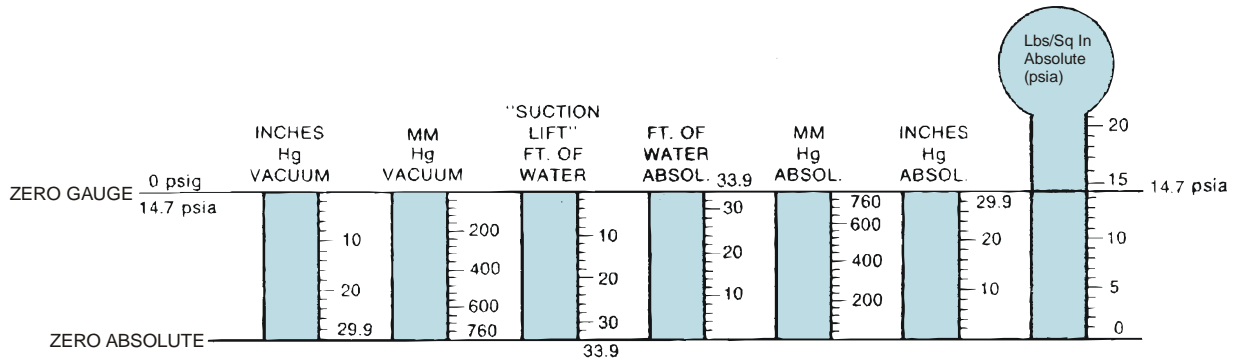 Lbs/Sq In
Absolute
(psia)
"SUCTION
LIFT"
FT. OF
WATER
INCHES
Hg
VACUUM
MM
Hg
VACUUM
FT. OF
WATER
ABSOL.
33.9
MM
Hg
ABSOL.
INCHES
Hg
ABSOL.
ZERO GAUGE
0 psig
14.7 psia
10
20
29.9
200
400
600
760
10
20
30
33.9
30
20
10
760
600
400
200
29.9
20
10
20
15
10
5
0
14.7 psia
ZERO ABSOLUTE